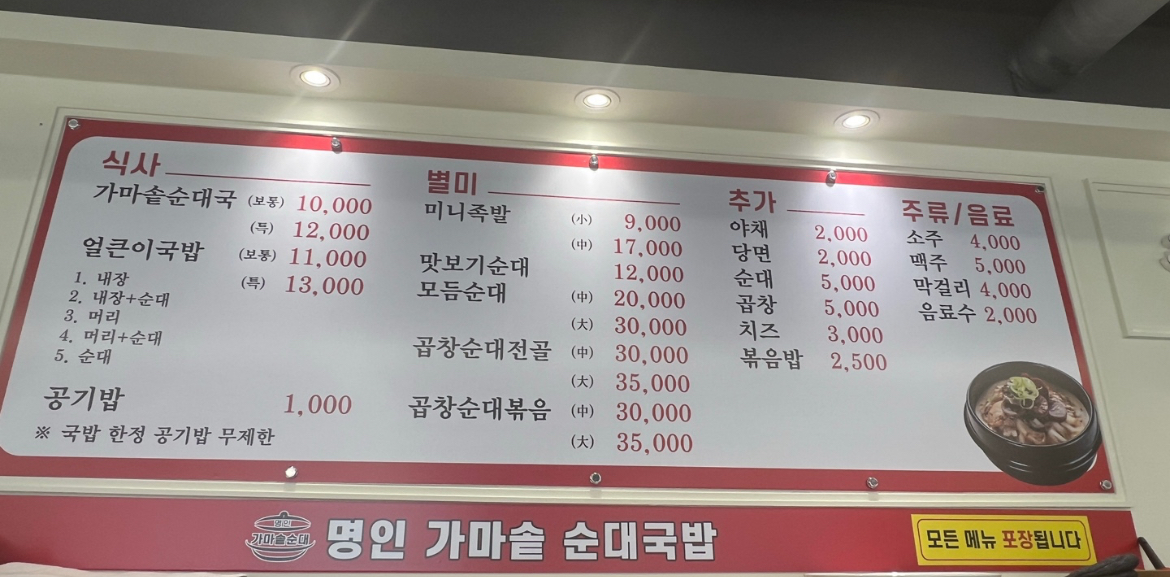 식사
가마솥순대국 (보통) 10,000
(특) 12,000
얼큰이국밥 (보통) 11,000
(특) 13,000
1. 내장
2. 내장+순대
3. 머리
4. 머리+순대
5. 순대
공기밥 1,000
※ 국밥 한정 공기밥 무제한
별미
미니족발 (小) 9,000
(中) 17,000
맛보기순대 12,000
모듬순대 (中) 20,000
(大) 30,000
곱창순대전골 (中) 30,000
(大) 35,000
곱창순대볶음 (中) 30,000
(大) 35,000
추가
야채 2,000
당면 2,000
순대 5,000
곱창 5,000
치즈 3,000
볶음밥 2,500
주류/음료
소주 4,000
맥주 5,000
막걸리 4,000
음료수 2,000
명인
가마솥순대
명인 가마솥 순대국밥
모든 메뉴 포장됩니다